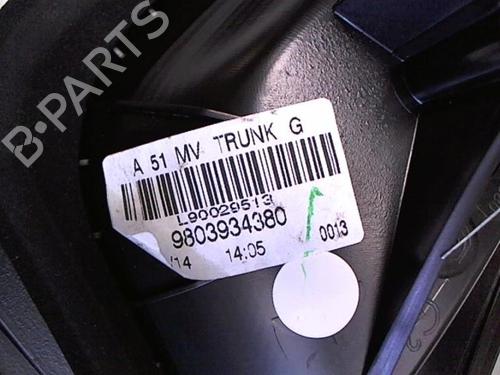 B-PARTS
A 51 MV TRUNK G
L90029513
9803934380
/14 14:05 0013